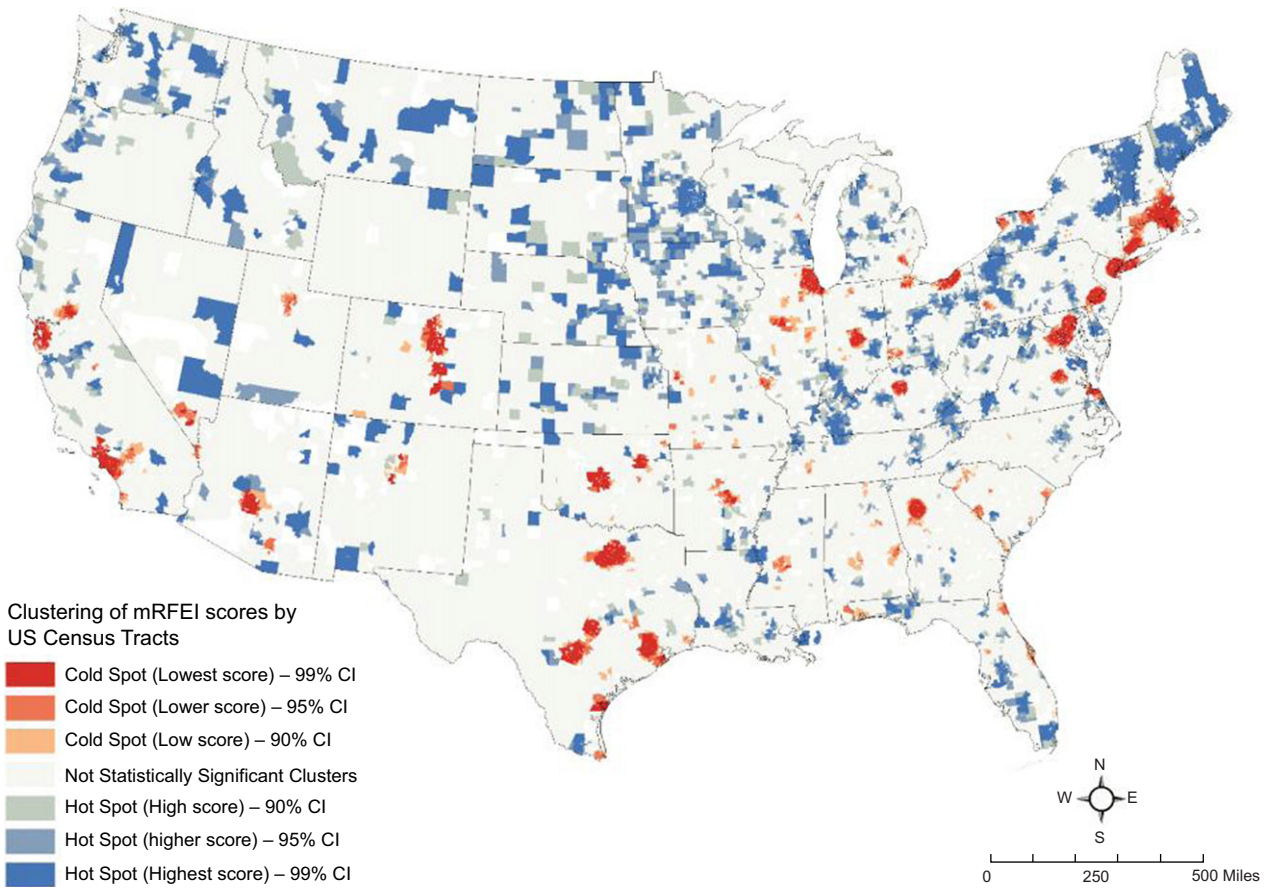 Clustering of mRFEI scores by
US Census Tracts
Cold Spot (Lowest score) – 99% CI
Cold Spot (Lower score) – 95% CI
Cold Spot (Low score) – 90% CI
Not Statistically Significant Clusters
Hot Spot (High score) – 90% CI
Hot Spot (higher score) – 95% CI
Hot Spot (Highest score) – 99% CI
N
W E
S
0 250 500 Miles